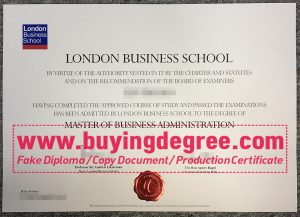 London
Business
School
LONDON BUSINESS SCHOOL
BY VIRTUE OF THE AUTHORITY VESTED IN IT BY THE CHARTER AND STATUTES
AND ON THE RECOMMENDATION OF THE BOARD OF EXAMINERS
HAVING COMPLETED THE APPROVED COURSE OF STUDY AND PASSED THE EXAMINATIONS
HAS BEEN ADMITTED BY LONDON BUSINESS SCHOOL TO THE DEGREE OF
MASTER OF BUSINESS ADMINISTRATION
www.buyingdegree.com
Fake Diploma/Copy Document/Production Certificate